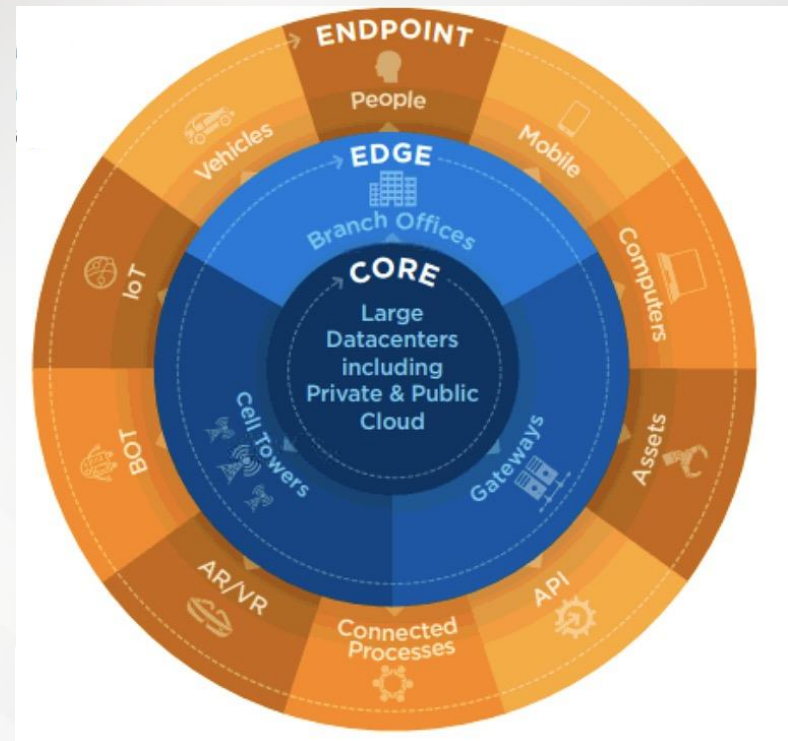 ENDPOINT
People
Mobile
Computers
Assets
API
Connected
Processes
AR/VR
BOT
IoT
Vehicles
EDGE
Branch Offices
Gateways
Cell Towers
CORE
Large
Datacenters
including
Private & Public
Cloud